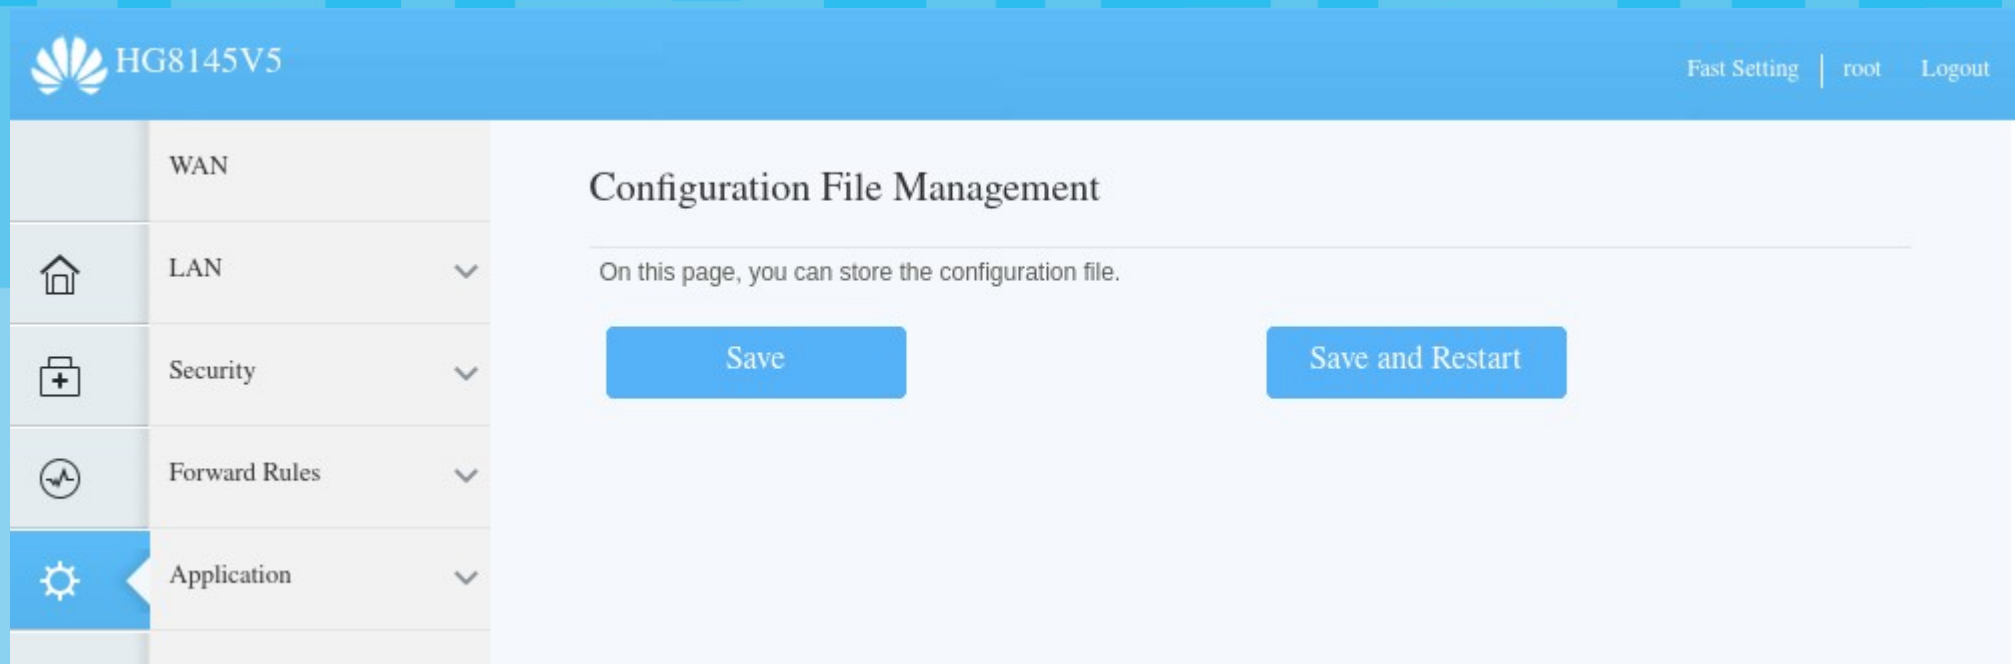 HG8145V5
Fast Setting
root
Logout
WAN
LAN
Security
Forward Rules
Application
Configuration File Management
On this page, you can store the configuration file.
Save
Save and Restart